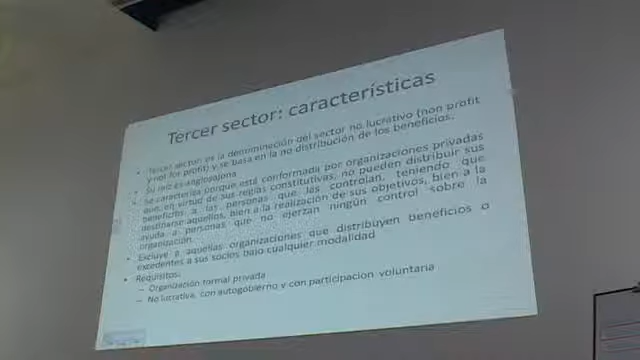 Tercer sector: características
• Tercer sector: es la denominación del sector no lucrativo (non profit
y not for profit) y se basa en la no distribución de los beneficios.
• Su raíz es anglosajona
• Se caracteriza porque está conformada por organizaciones privadas
que, en virtud de sus reglas constitutivas, no pueden distribuir sus
beneficios a las personas que las controlan, teniendo que
destinarse aquellos, bien a la realización de sus objetivos, bien a la
ayuda a personas que no ejerzan ningún control sobre la
organización.
• Excluye a aquellas organizaciones que distribuyen beneficios o
excedentes a sus socios bajo cualquier modalidad
• Requisitos:
– Organización formal privada
– No lucrativa, con autogobierno y con participacion voluntaria